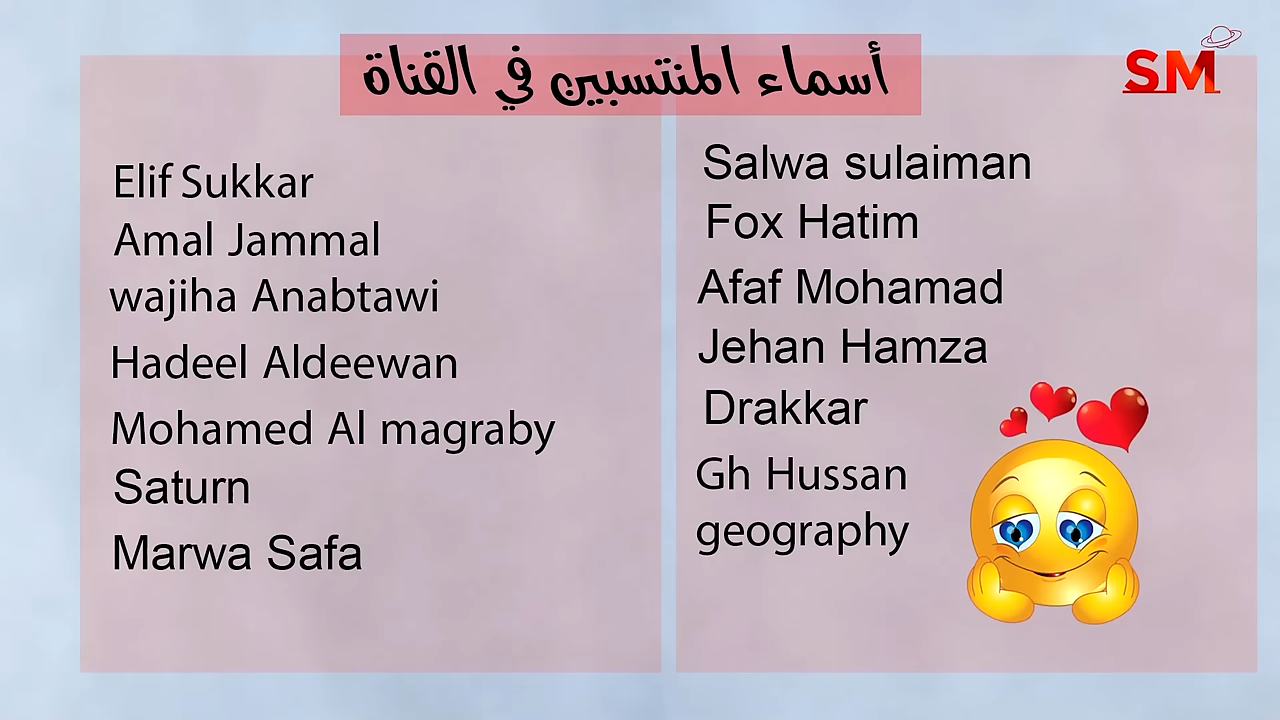 أسماء المنتسبين في القناة
SM
Elif Sukkar
Amal Jammal
wajiha Anabtawi
Hadeel Aldeewan
Mohamed Al magraby
Saturn
Marwa Safa
Salwa sulaiman
Fox Hatim
Afaf Mohamad
Jehan Hamza
Drakkar
Gh Hussan
geography